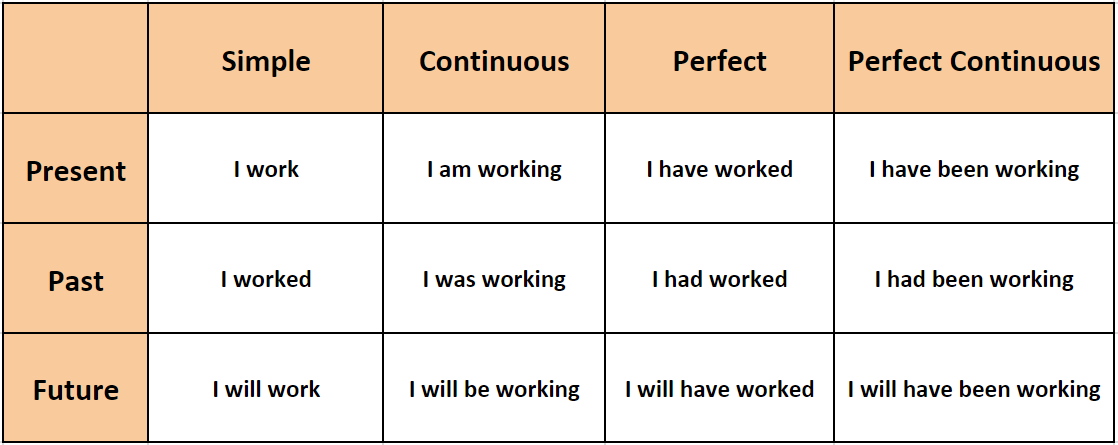 Simple Continuous Perfect Perfect Continuous
Present I work I am working I have worked I have been working
Past I worked I was working I had worked I had been working
Future I will work I will be working I will have worked I will have been working